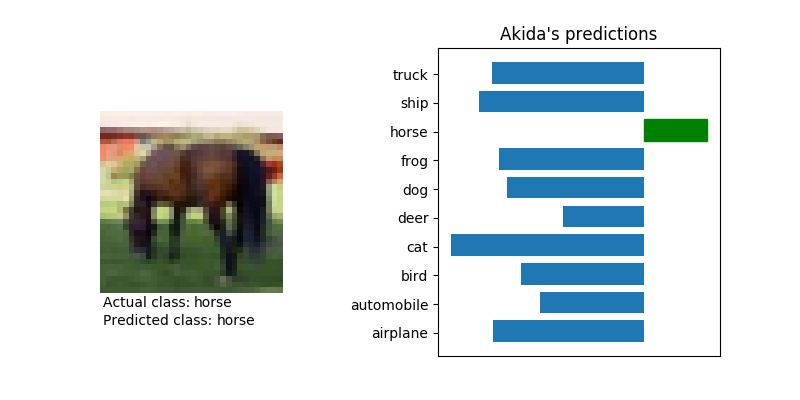 Akida's predictions
truck
ship
horse
frog
dog
deer
cat
bird
automobile
airplane
Actual class: horse
Predicted class: horse